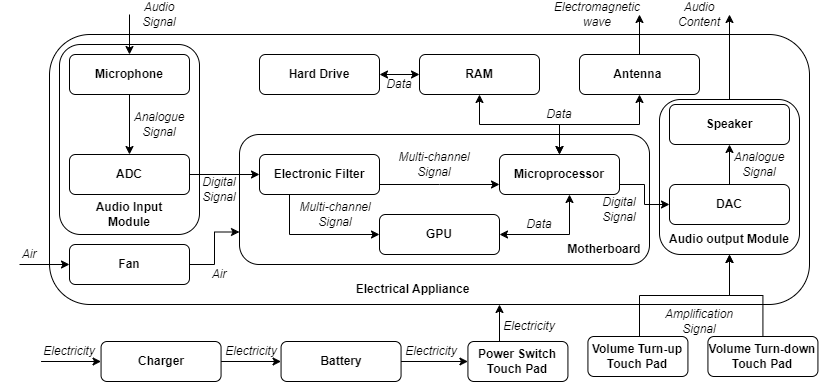 Audio
Signal
Electromagnetic
wave
Audio
Content
Microphone
Hard Drive
Data
RAM
Antenna
Analogue
Signal
Data
Speaker
Analogue
Signal
ADC
Audio Input
Module
Digital
Signal
Electronic Filter
Multi-channel
Signal
Microprocessor
Digital
Signal
DAC
Audio output Module
Multi-channel
Signal
GPU
Data
Motherboard
Air
Fan
Air
Electrical Appliance
Amplification
Signal
Electricity
Electricity
Charger
Electricity
Battery
Electricity
Power Switch
Touch Pad
Volume Turn-up
Touch Pad
Volume Turn-down
Touch Pad